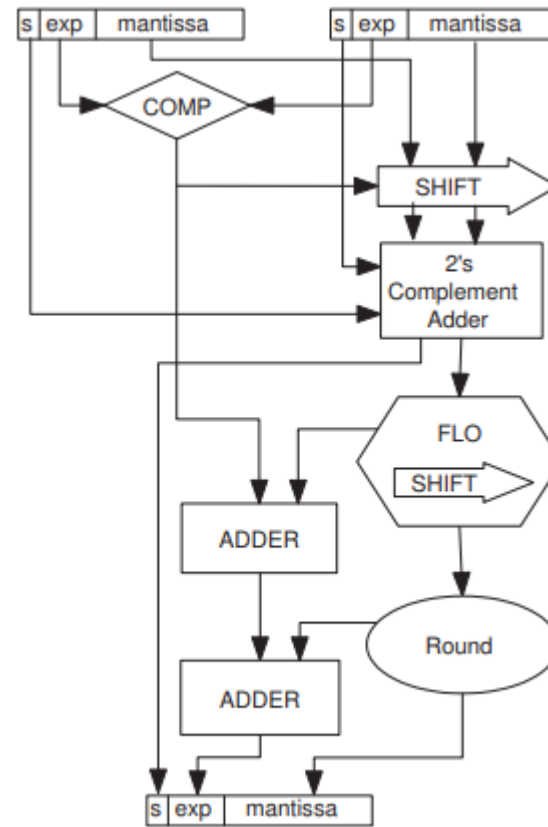 s exp mantissa s exp mantissa
COMP
SHIFT
2's
Complement
Adder
FLO
SHIFT
ADDER
Round
ADDER
s exp mantissa